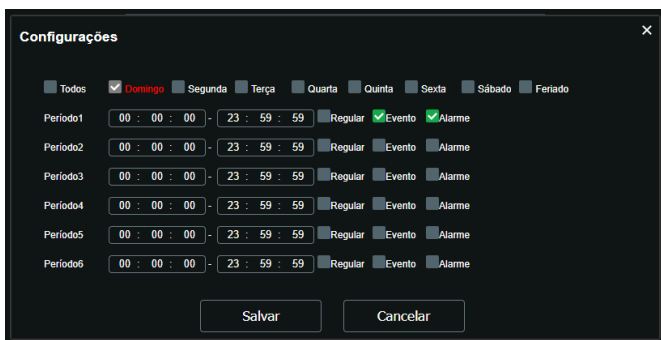 Configurações ×
Todos Domingo Segunda Terça Quarta Quinta Sexta Sábado Feriado
Período1 00 : 00 : 00 - 23 : 59 : 59 Regular Evento Alarme
Período2 00 : 00 : 00 - 23 : 59 : 59 Regular Evento Alarme
Período3 00 : 00 : 00 - 23 : 59 : 59 Regular Evento Alarme
Período4 00 : 00 : 00 - 23 : 59 : 59 Regular Evento Alarme
Período5 00 : 00 : 00 - 23 : 59 : 59 Regular Evento Alarme
Período6 00 : 00 : 00 - 23 : 59 : 59 Regular Evento Alarme
Salvar Cancelar